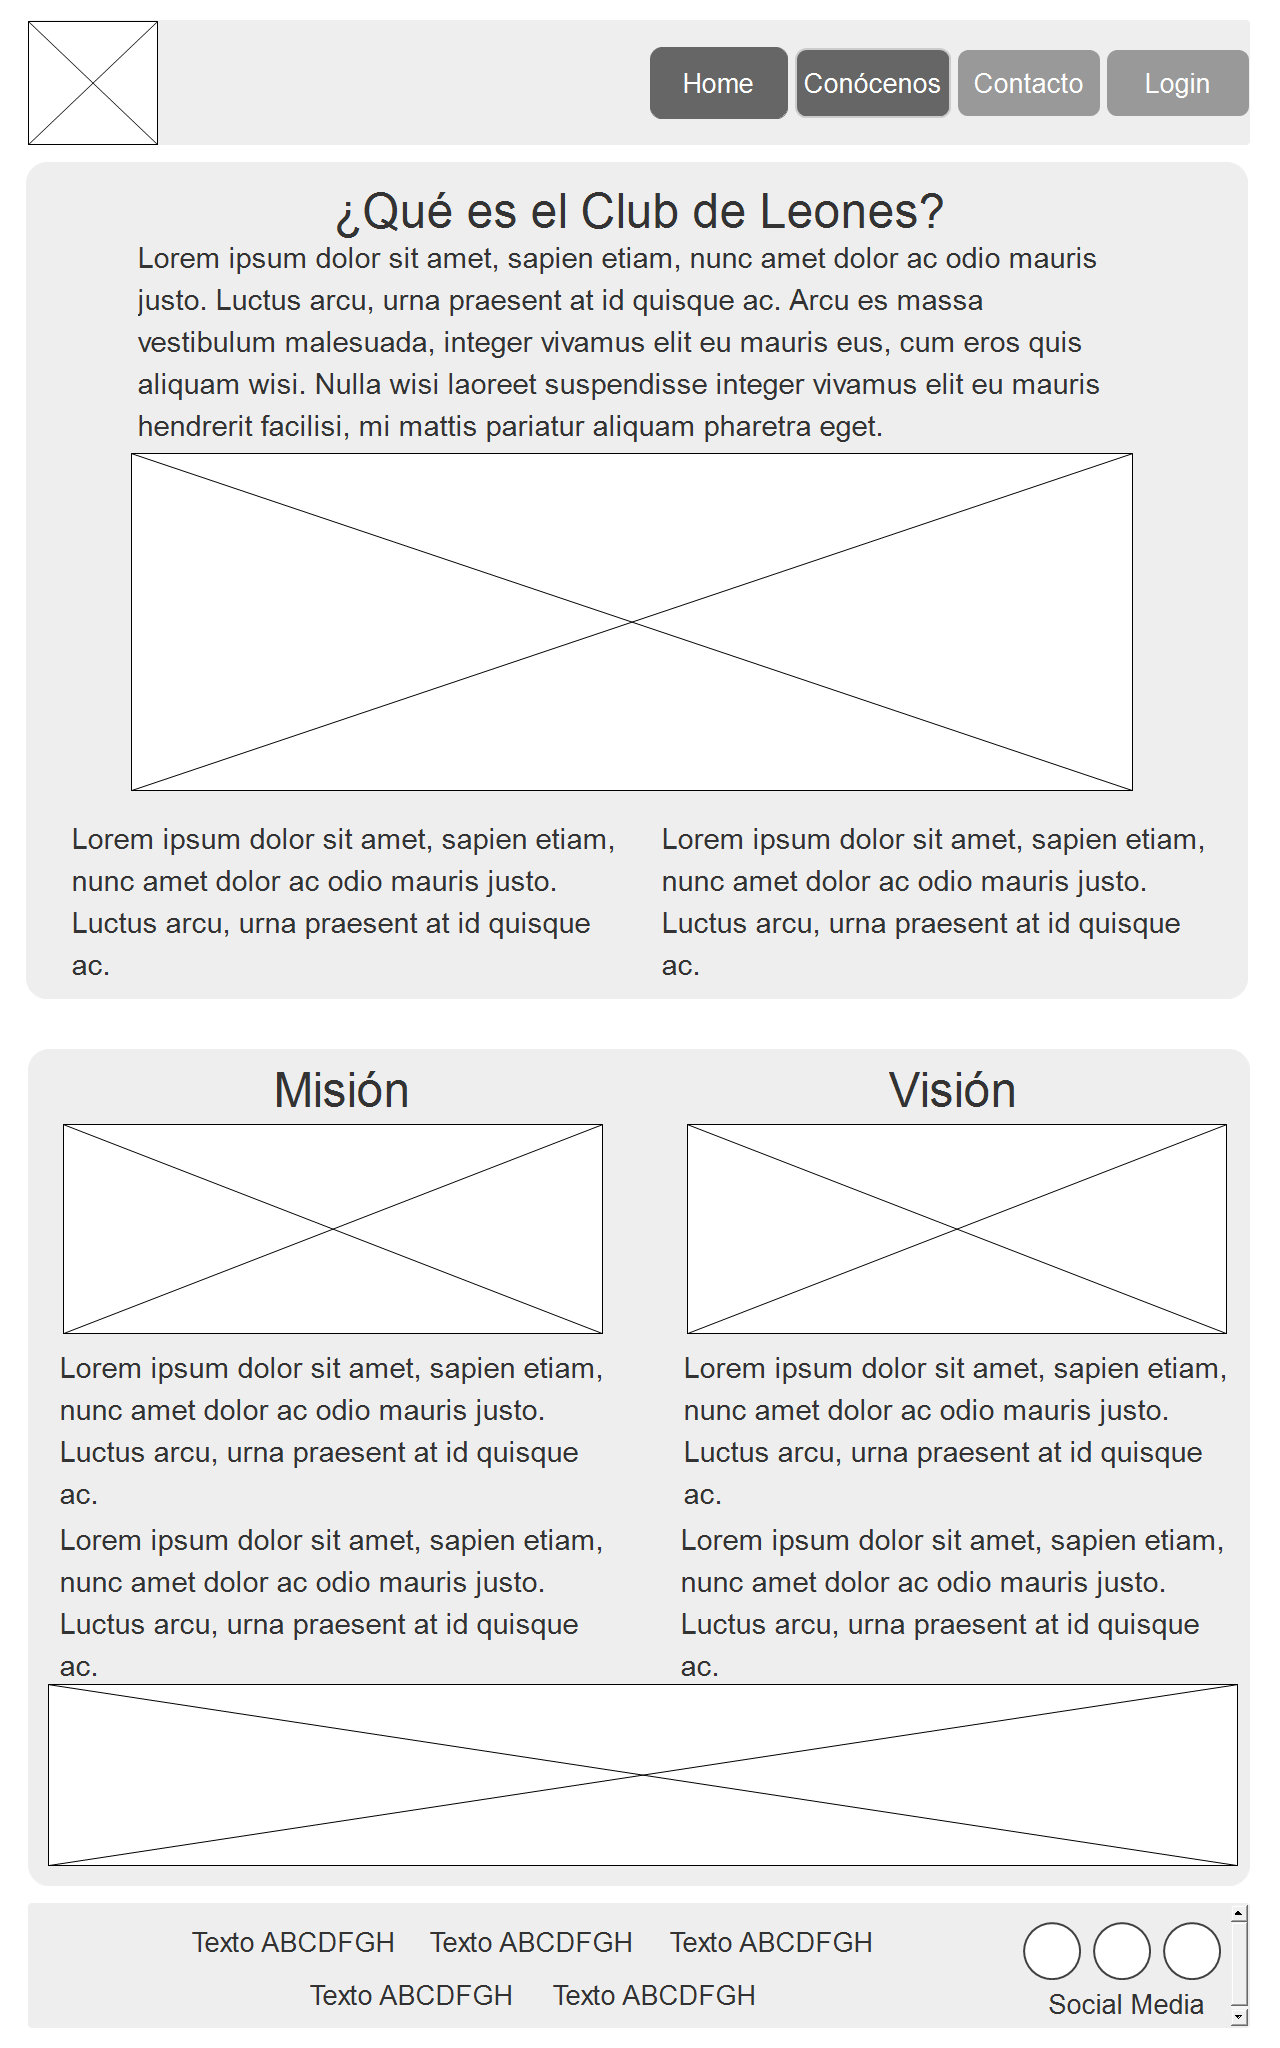 Home Conócenos Contacto Login
¿Qué es el Club de Leones?
Lorem ipsum dolor sit amet, sapien etiam, nunc amet dolor ac odio mauris
justo. Luctus arcu, urna praesent at id quisque ac. Arcu es massa
vestibulum malesuada, integer vivamus elit eu mauris eus, cum eros quis
aliquam wisi. Nulla wisi laoreet suspendisse integer vivamus elit eu mauris
hendrerit facilisi, mi mattis pariatur aliquam pharetra eget.
Lorem ipsum dolor sit amet, sapien etiam,
nunc amet dolor ac odio mauris justo.
Luctus arcu, urna praesent at id quisque
ac.
Lorem ipsum dolor sit amet, sapien etiam,
nunc amet dolor ac odio mauris justo.
Luctus arcu, urna praesent at id quisque
ac.
Misión
Lorem ipsum dolor sit amet, sapien etiam,
nunc amet dolor ac odio mauris justo.
Luctus arcu, urna praesent at id quisque
ac.
Lorem ipsum dolor sit amet, sapien etiam,
nunc amet dolor ac odio mauris justo.
Luctus arcu, urna praesent at id quisque
ac.
Visión
Lorem ipsum dolor sit amet, sapien etiam,
nunc amet dolor ac odio mauris justo.
Luctus arcu, urna praesent at id quisque
ac.
Lorem ipsum dolor sit amet, sapien etiam,
nunc amet dolor ac odio mauris justo.
Luctus arcu, urna praesent at id quisque
ac.
Texto ABCDFGH Texto ABCDFGH Texto ABCDFGH
Texto ABCDFGH Texto ABCDFGH
Social Media